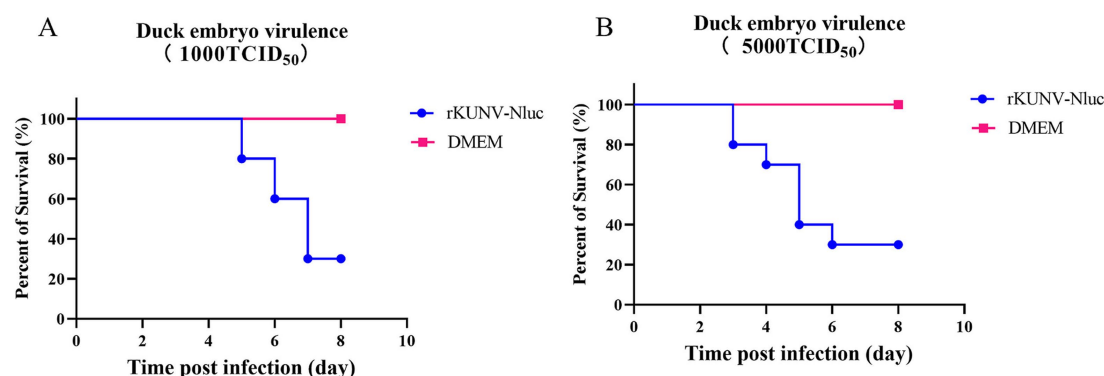 A
Duck embryo virulence
( 1000TCID50)
Percent of Survival (%)
100
80
60
40
20
0
0 2 4 6 8 10
Time post infection (day)
rKUNV-Nluc
DMEM
B
Duck embryo virulence
( 5000TCID50)
Percent of Survival (%)
100
80
60
40
20
0
0 2 4 6 8 10
Time post infection (day)
rKUNV-Nluc
DMEM